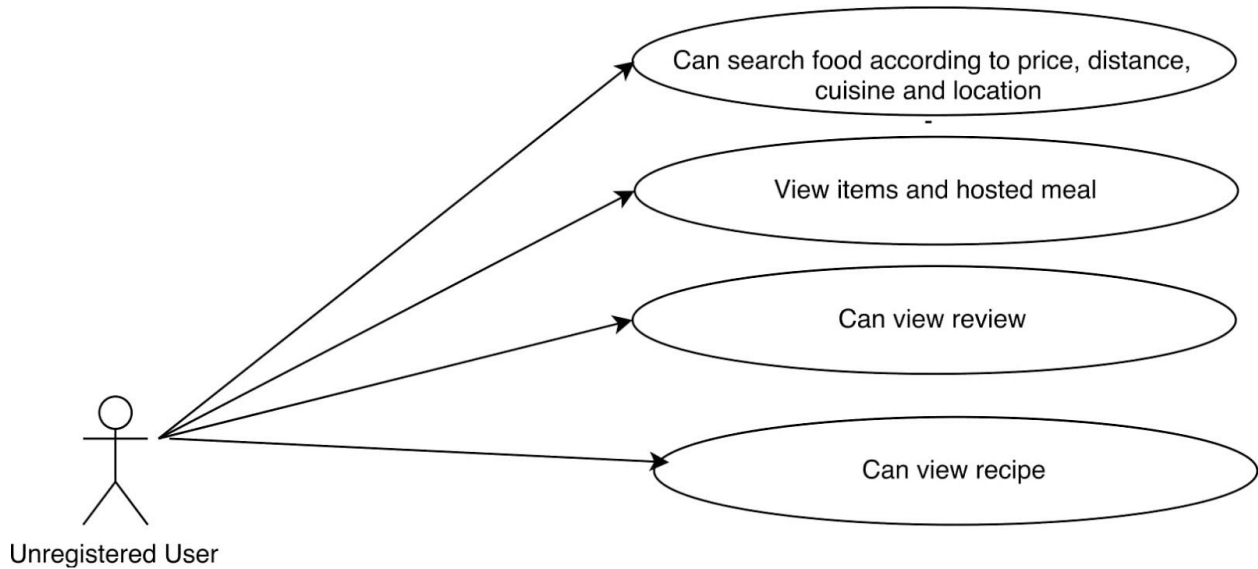 Can search food according to price, distance,
cuisine and location
-
View items and hosted meal
Can view review
Can view recipe
Unregistered User